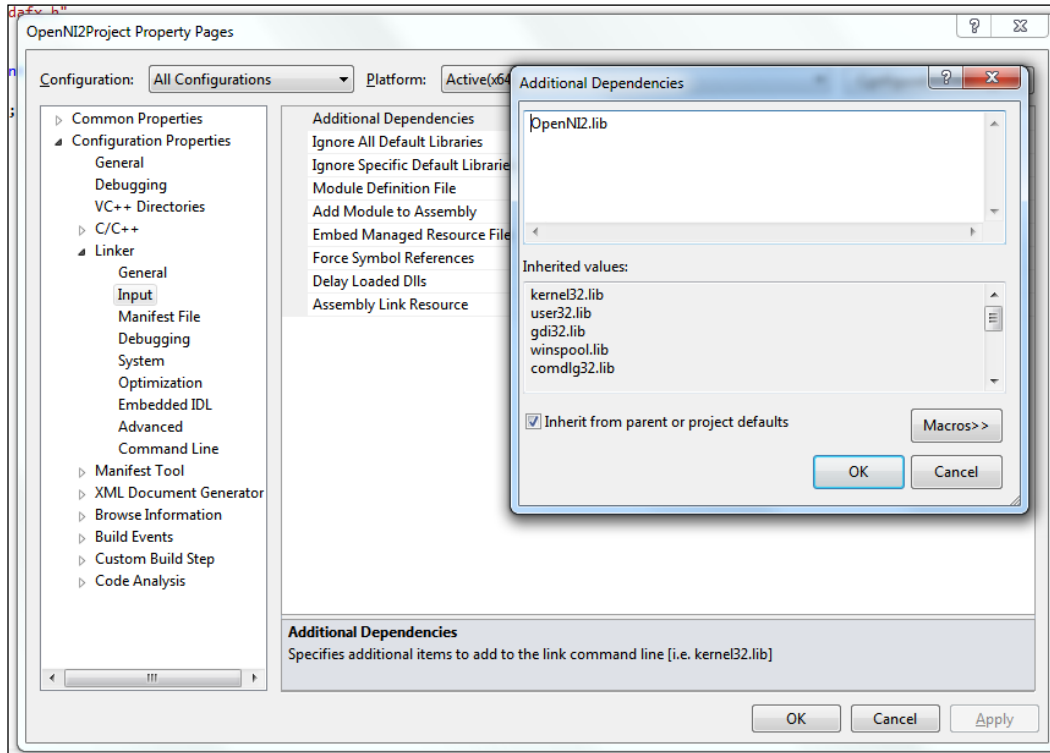 dafx.h"
OpenNI2Project Property Pages
Configuration: All Configurations Platform: Active(x64
n
;
Common Properties
Configuration Properties
General
Debugging
VC++ Directories
C/C++
Linker
General
Input
Manifest File
Debugging
System
Optimization
Embedded IDL
Advanced
Command Line
Manifest Tool
XML Document Generator
Browse Information
Build Events
Custom Build Step
Code Analysis
Additional Dependencies
Ignore All Default Libraries
Ignore Specific Default Librarie
Module Definition File
Add Module to Assembly
Embed Managed Resource File
Force Symbol References
Delay Loaded Dlls
Assembly Link Resource
Additional Dependencies
OpenNI2.lib
Inherited values:
kernel32.lib
user32.lib
gdi32.lib
winspool.lib
comdlg32.lib
Inherit from parent or project defaults
Macros>>
OK Cancel
Additional Dependencies
Specifies additional items to add to the link command line [i.e. kernel32.lib]
OK Cancel Apply